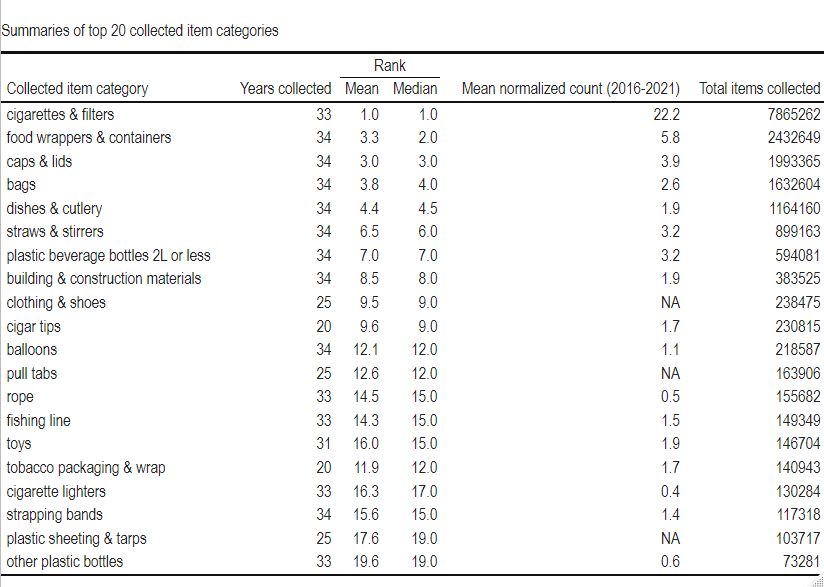 Summaries of top 20 collected item categories
Rank
Collected item category Years collected Mean Median Mean normalized count (2016-2021) Total items collected
cigarettes & filters 33 1.0 1.0 22.2 7865262
food wrappers & containers 34 3.3 2.0 5.8 2432649
caps & lids 34 3.0 3.0 3.9 1993365
bags 34 3.8 4.0 2.6 1632604
dishes & cutlery 34 4.4 4.5 1.9 1164160
straws & stirrers 34 6.5 6.0 3.2 899163
plastic beverage bottles 2L or less 34 7.0 7.0 3.2 594081
building & construction materials 34 8.5 8.0 1.9 383525
clothing & shoes 25 9.5 9.0 NA 238475
cigar tips 20 9.6 9.0 1.7 230815
balloons 34 12.1 12.0 1.1 218587
pull tabs 25 12.6 12.0 NA 163906
rope 33 14.5 15.0 0.5 155682
fishing line 33 14.3 15.0 1.5 149349
toys 31 16.0 15.0 1.9 146704
tobacco packaging & wrap 20 11.9 12.0 1.7 140943
cigarette lighters 33 16.3 17.0 0.4 130284
strapping bands 34 15.6 15.0 1.4 117318
plastic sheeting & tarps 25 17.6 19.0 NA 103717
other plastic bottles 33 19.6 19.0 0.6 73281